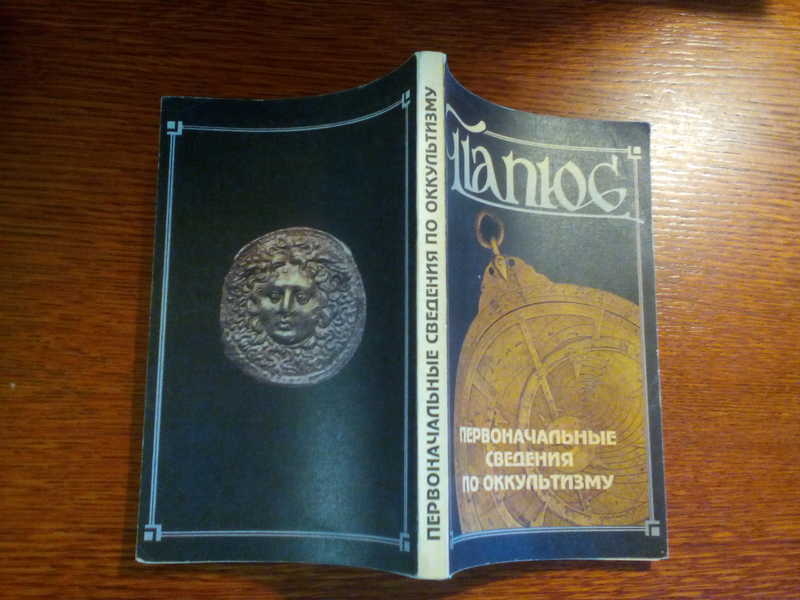 ПЕРВОНАЧАЛЬНЫЕ СВЕДЕНИЯ ПО ОККУЛЬТИЗМУ
Папюс
ПЕРВОНАЧАЛЬНЫЕ
СВЕДЕНИЯ
ПО ОККУЛЬТИЗМУ